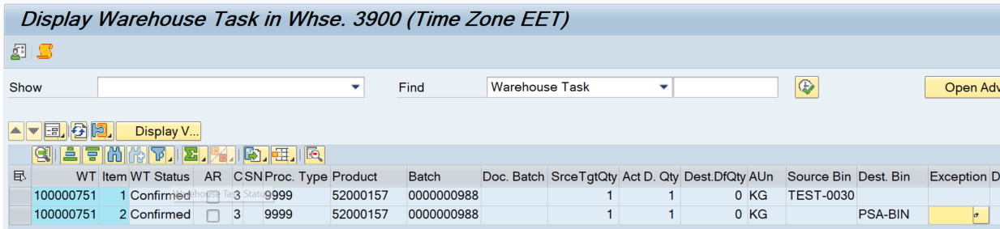 Display Warehouse Task in Whse. 3900 (Time Zone EET)
Show Find Warehouse Task Open Adv
Display V...
WT Item WT Status AR C SN Proc. Type Product Batch Doc. Batch SrceTgtQty Act D. Qty Dest.DfQty AUn Source Bin Dest. Bin Exception D
100000751 1 Confirmed 3 9999 52000157 0000000988 1 1 0 KG TEST-0030
Warehouse Task Status
100000751 2 Confirmed 3 9999 52000157 0000000988 1 1 0 KG PSA-BIN